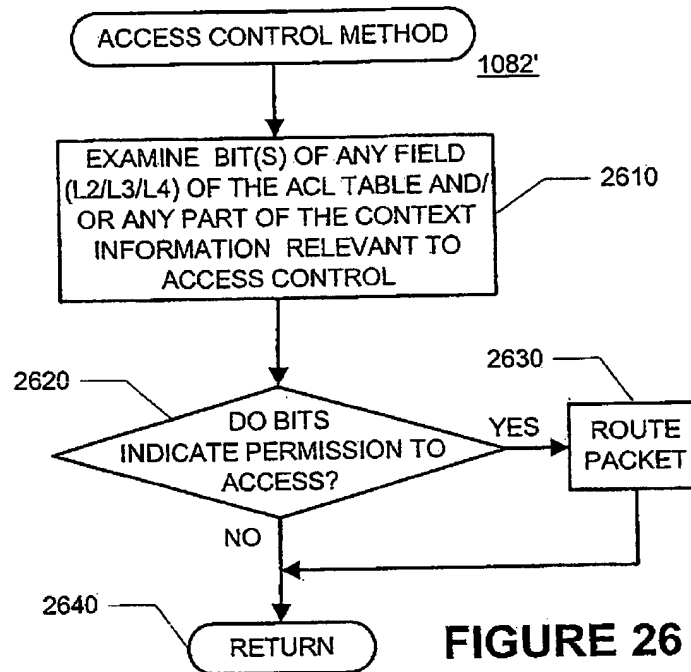 ACCESS CONTROL METHOD
1082'
EXAMINE BIT(S) OF ANY FIELD
(L2/L3/L4) OF THE ACL TABLE AND/
OR ANY PART OF THE CONTEXT
INFORMATION RELEVANT TO
ACCESS CONTROL
2610
2620
2630
DO BITS
INDICATE PERMISSION TO
ACCESS?
YES
ROUTE
PACKET
NO
2640
RETURN
FIGURE 26